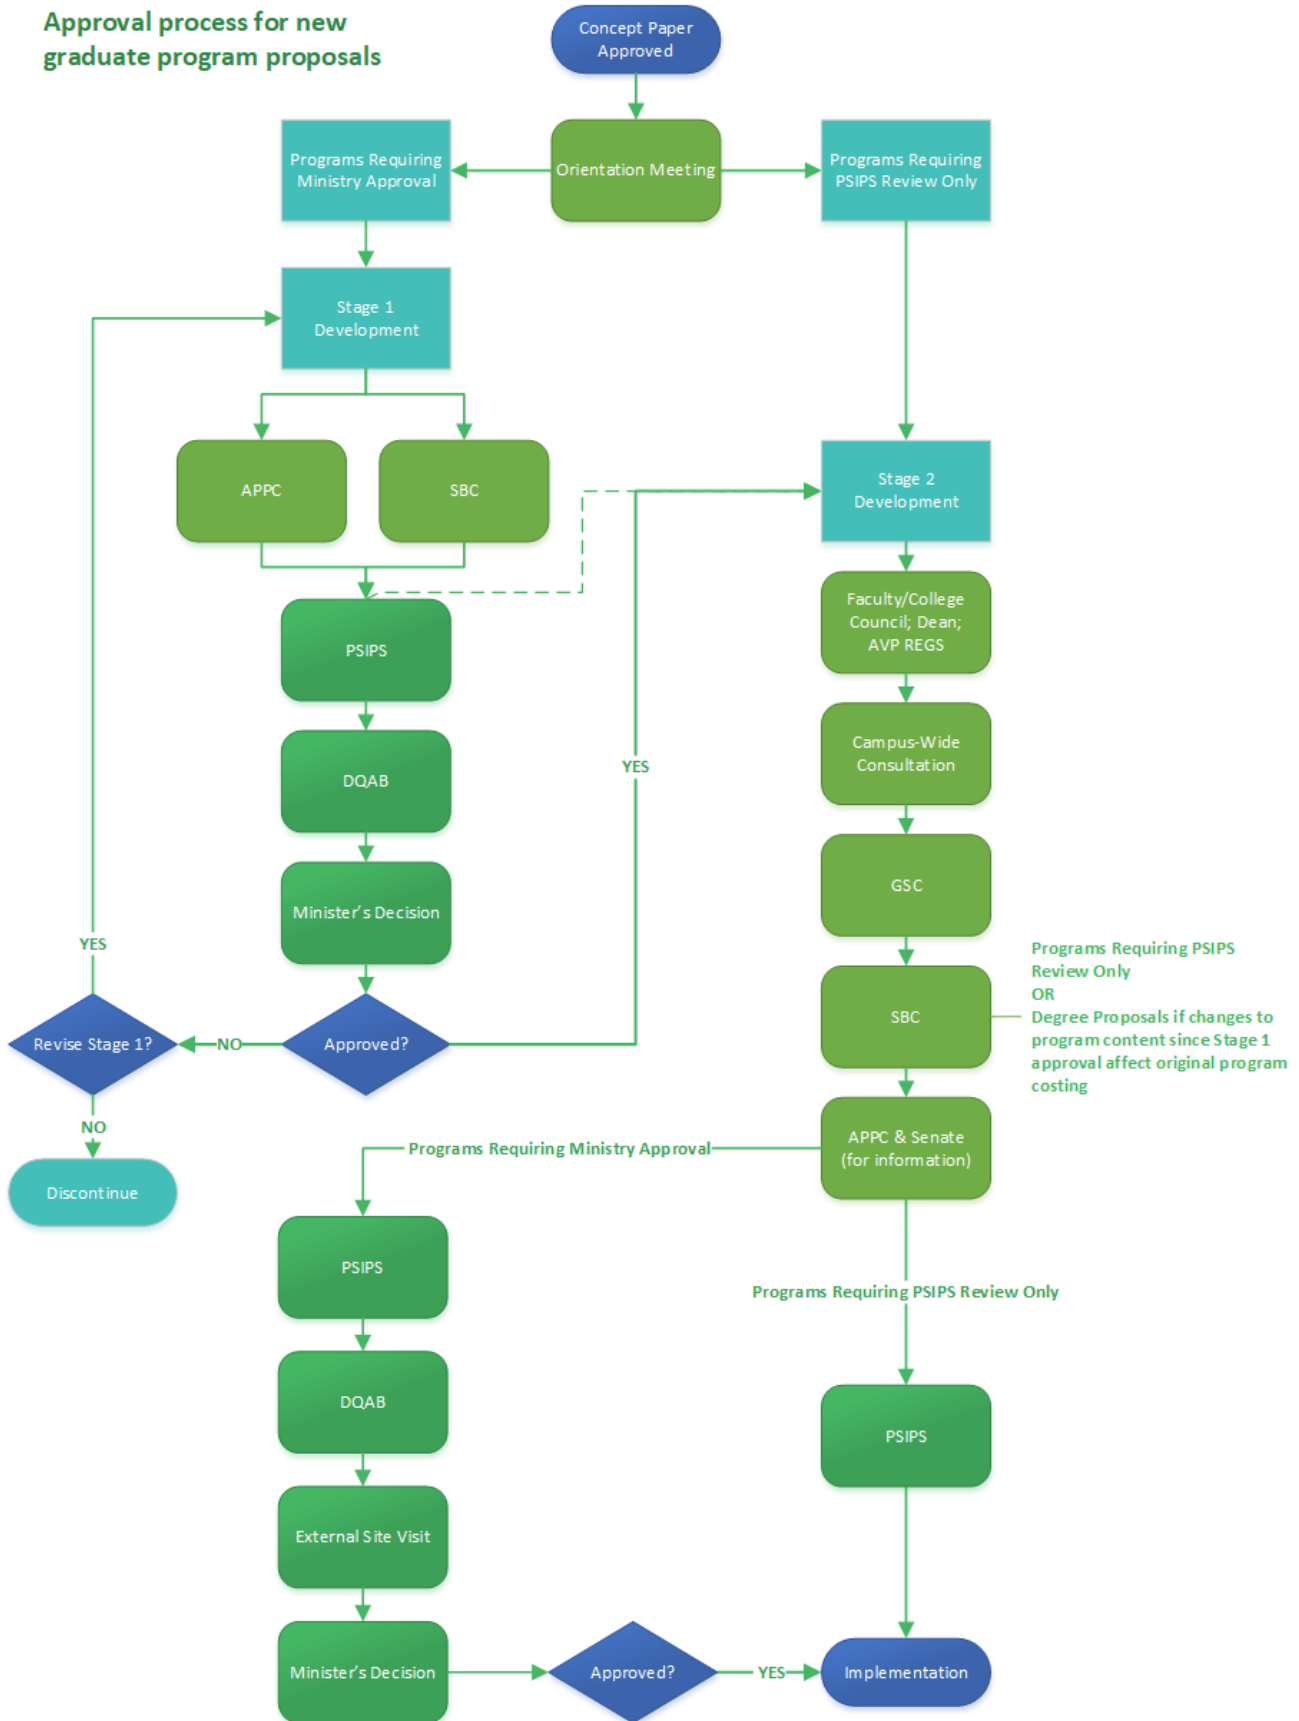 Approval process for new
graduate program proposals
Concept Paper
Approved
Programs Requiring
Ministry Approval
Orientation Meeting
Programs Requiring
PSIPS Review Only
Stage 1
Development
APPC
SBC
Stage 2
Development
PSIPS
Faculty/College
Council; Dean;
AVP REGS
DQAB
YES
Campus-Wide
Consultation
Minister's Decision
GSC
YES
Revise Stage 1?
NO
Approved?
SBC
Programs Requiring PSIPS
Review Only
OR
Degree Proposals if changes to
program content since Stage 1
approval affect original program
costing
NO
Discontinue
Programs Requiring Ministry Approval
APPC & Senate
(for information)
PSIPS
Programs Requiring PSIPS Review Only
DQAB
PSIPS
External Site Visit
Minister's Decision
Approved?
YES
Implementation